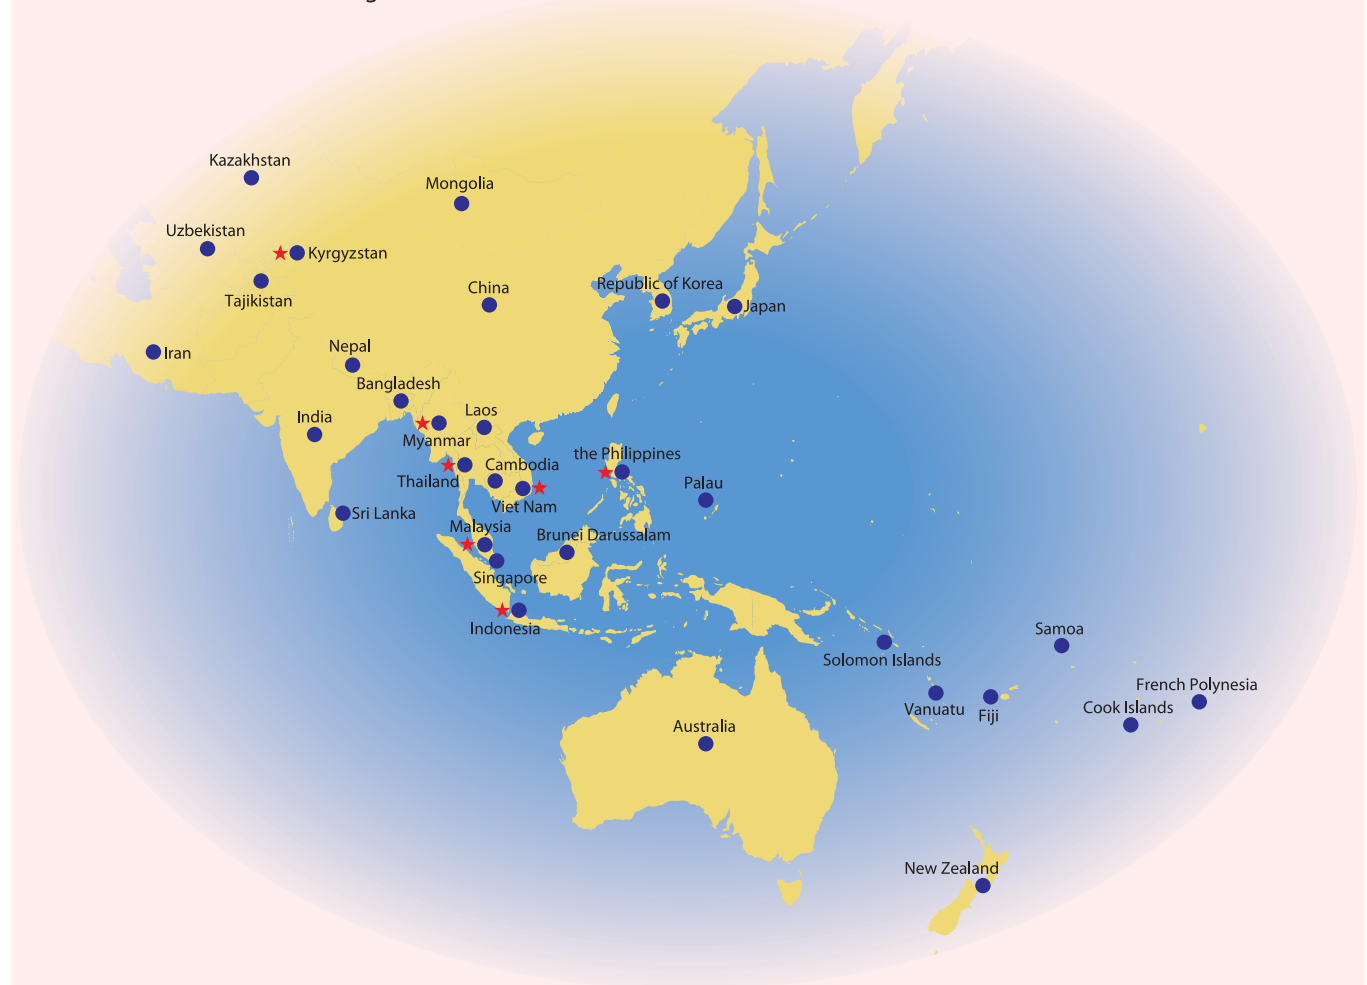 Kazakhstan
Mongolia
Uzbekistan
Kyrgyzstan
Tajikistan
China
Republic of Korea
Japan
Iran
Nepal
Bangladesh
India
Laos
Myanmar
the Philippines
Thailand
Cambodia
Palau
Viet Nam
Sri Lanka
Malaysia
Brunei Darussalam
Singapore
Indonesia
Samoa
Solomon Islands
French Polynesia
Vanuatu
Fiji
Cook Islands
Australia
New Zealand